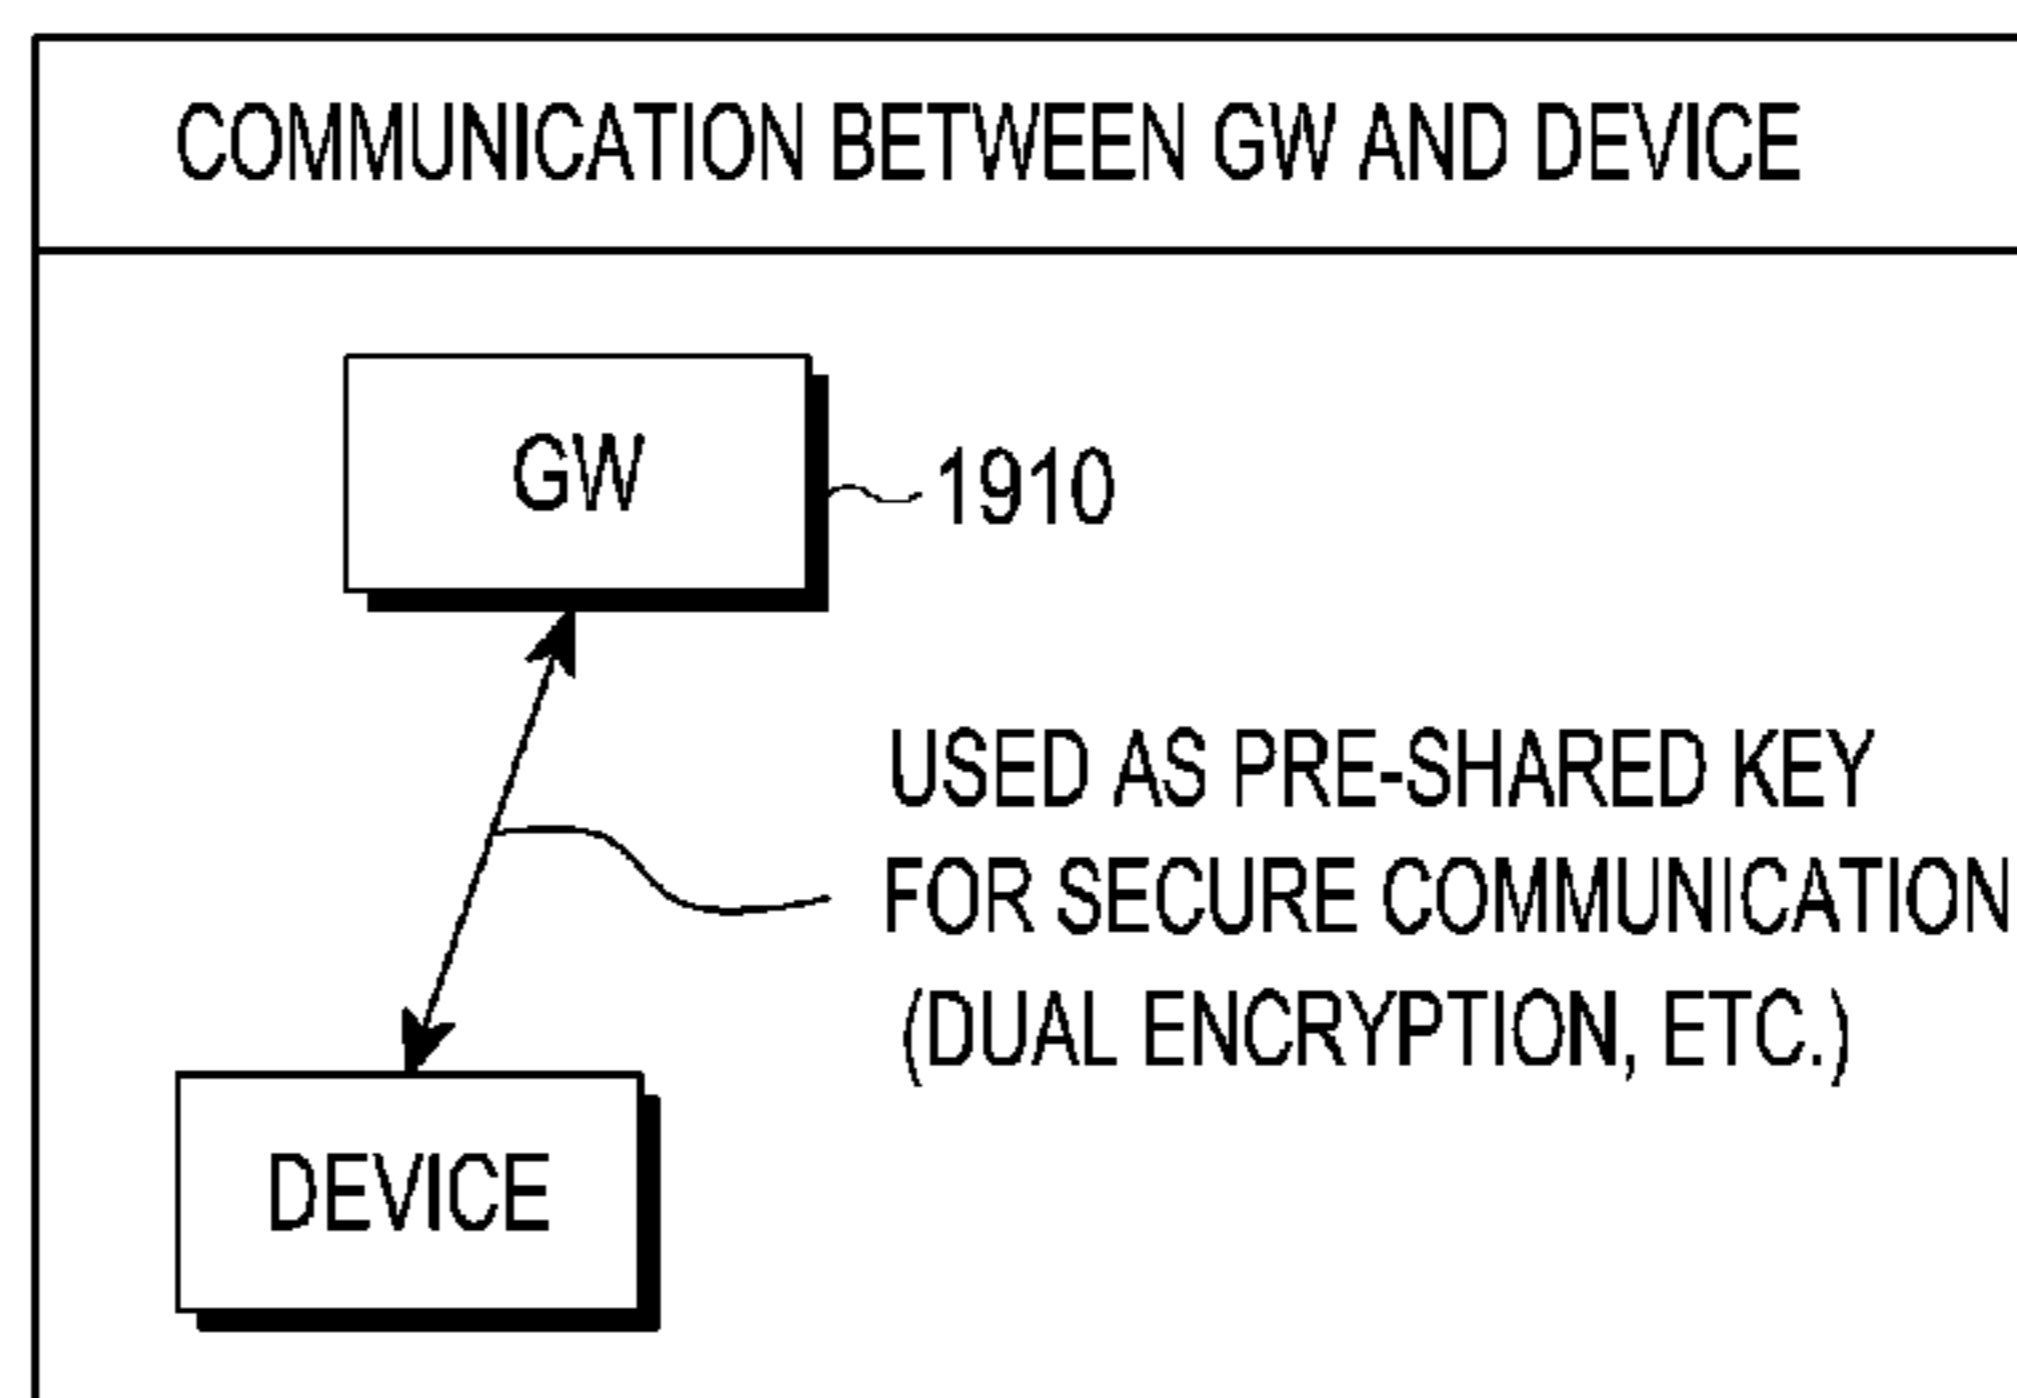 COMMUNICATION BETWEEN GW AND DEVICE
GW
1910
USED AS PRE-SHARED KEY
FOR SECURE COMMUNICATION
(DUAL ENCRYPTION, ETC.)
DEVICE